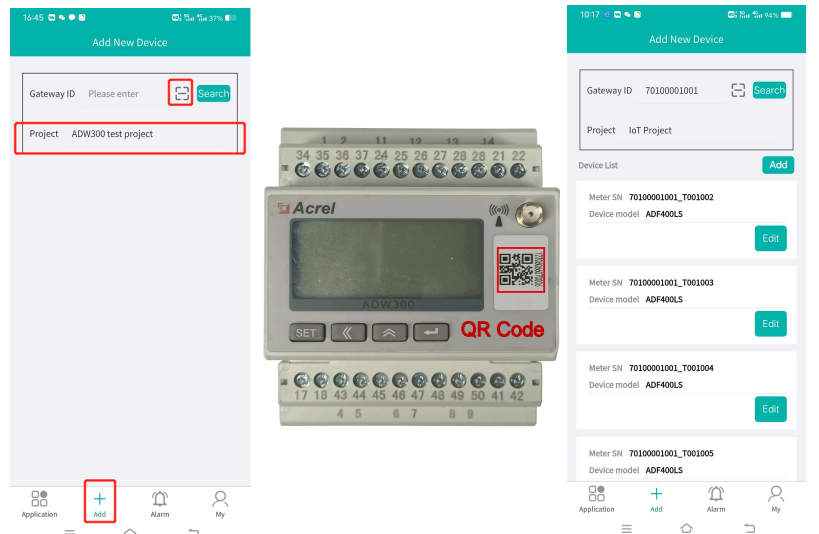 16:45
37%
Add New Device
Gateway ID Please enter Search
Project ADW300 test project
Application Add Alarm My
1 2 11 12 13 14
34 35 36 37 24 25 26 27 28 28 21 22
Acrel
ADW300
SET
QR Code
17 18 43 44 45 46 47 48 49 50 41 42
4 5 6 7 8 9
10:17
94%
Add New Device
Gateway ID 70100001001 Search
Project IoT Project
Device List Add
Meter SN 70100001001_T001002
Device model ADF400LS
Edit
Meter SN 70100001001_T001003
Device model ADF400LS
Edit
Meter SN 70100001001_T001004
Device model ADF400LS
Edit
Meter SN 70100001001_T001005
Device model ADF400LS
Application Add Alarm My